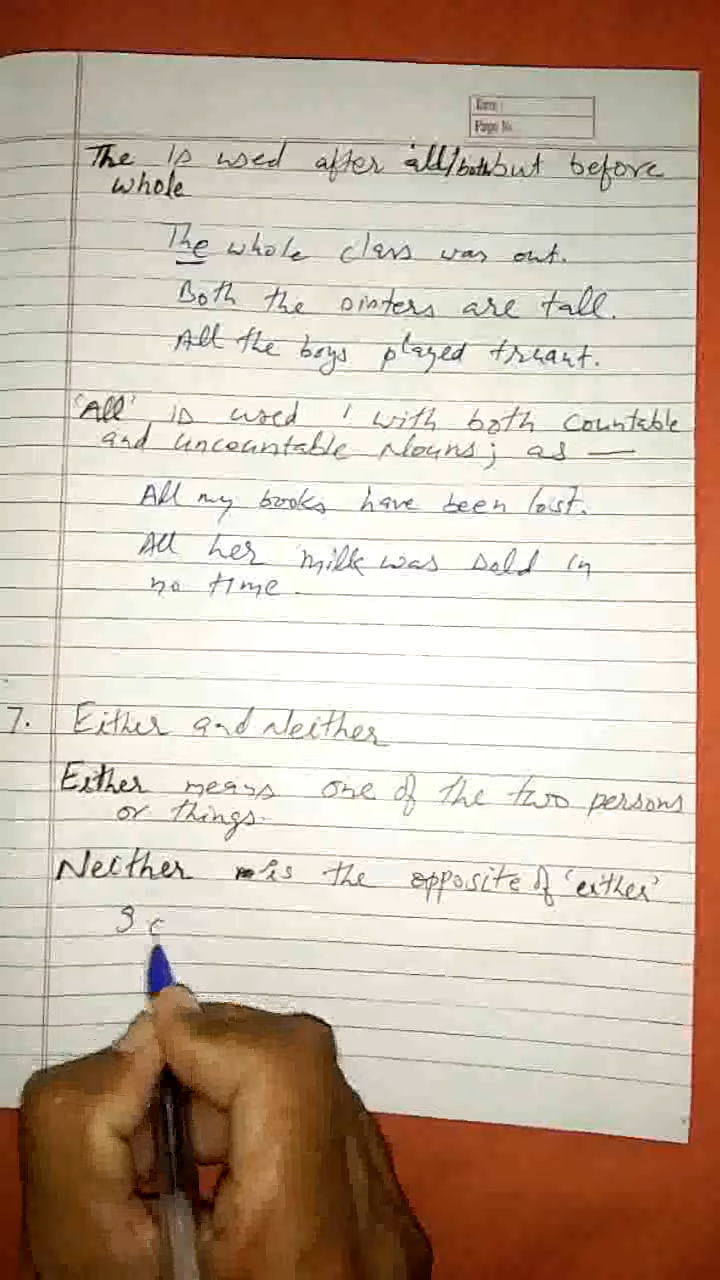 Date :
Page No.
The is used after all/both but before
whole
The whole class was out.
Both the sisters are tall.
All the boys played truant.
'All' is used with both countable
and uncountable Nouns; as —
All my books have been lost.
All her milk was sold in
no time.
7. Either and Neither
Either means one of the two persons
or things.
Neither is the opposite of 'either'
I c